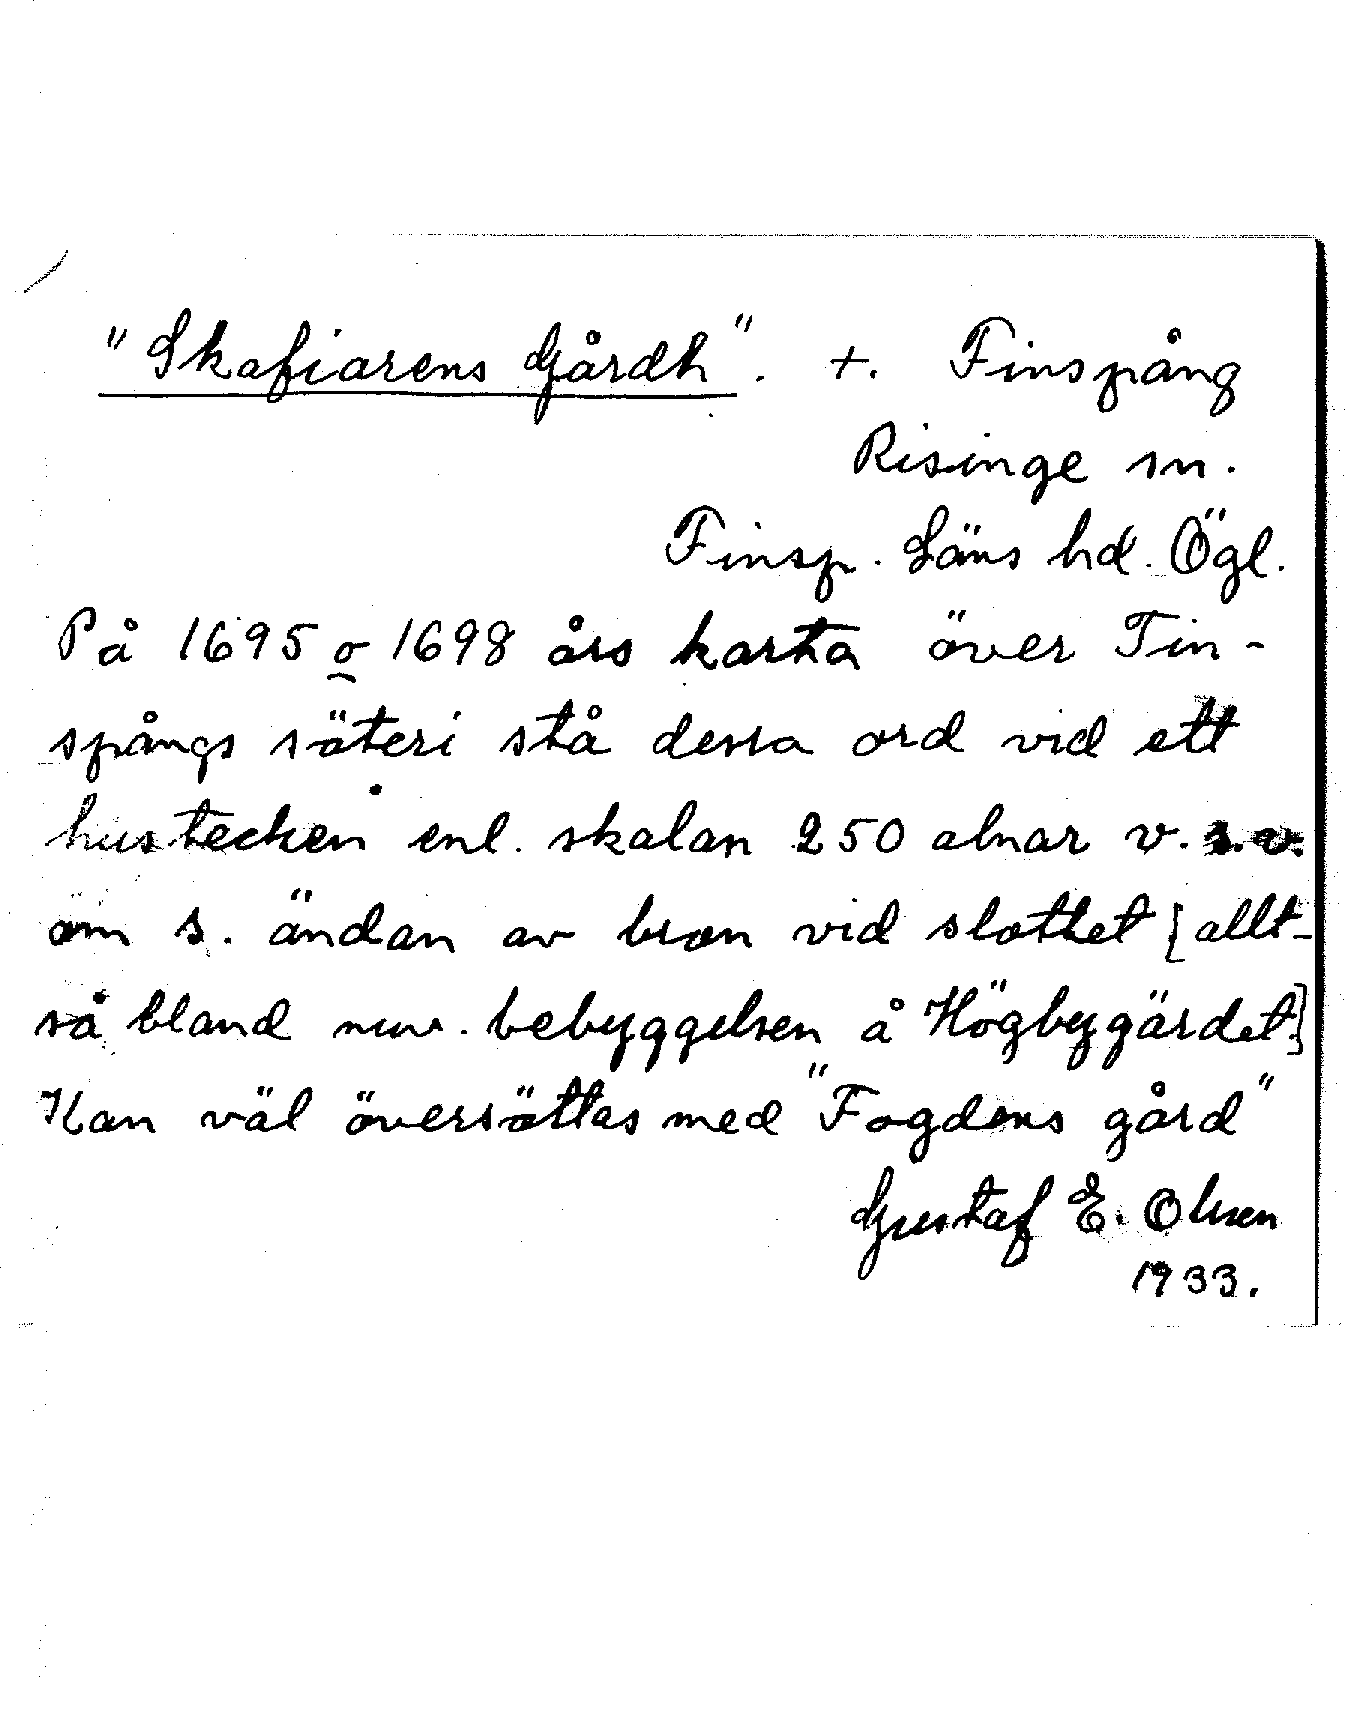 "Skafiarens Gårdh". +. Finspång
Risinge sn.
Finsp. Läns hd. Ögl.
På 1695 o 1698 års karta över Fin-
spångs säteri stå dessa ord vid ett
hustecken enl. skalan 250 alnar v.s.v.
om s. ändan av bron vid slottet [allt-
så bland nuv. bebyggelsen å Högbygärdet]
Kan väl översättas med "Fogdens gård"
Gustaf E. Olsen
1933.